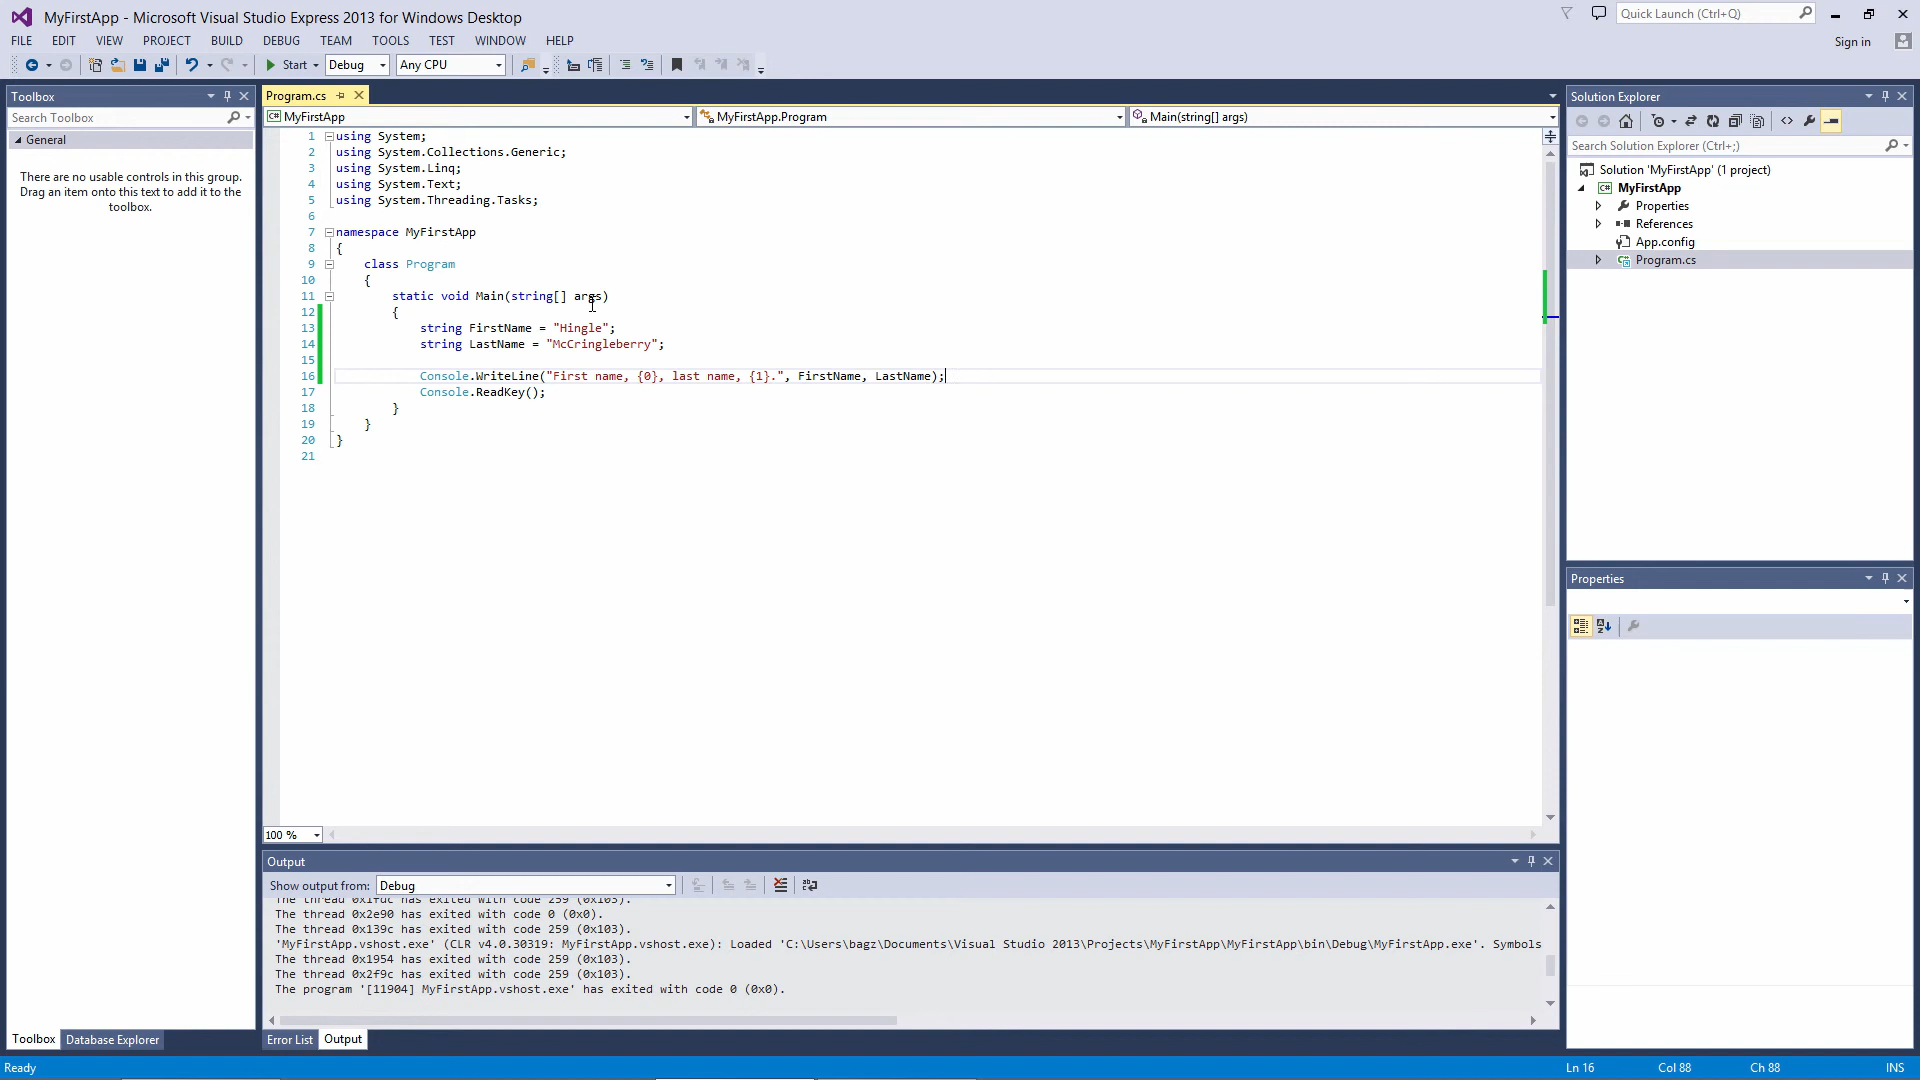 MyFirstApp - Microsoft Visual Studio Express 2013 for Windows Desktop
Quick Launch (Ctrl+Q)
FILE EDIT VIEW PROJECT BUILD DEBUG TEAM TOOLS TEST WINDOW HELP
Sign in
Start Debug Any CPU
Toolbox
Search Toolbox
General
There are no usable controls in this group.
Drag an item onto this text to add it to the
toolbox.
Program.cs
MyFirstApp MyFirstApp.Program Main(string[] args)
1 using System;
2 using System.Collections.Generic;
3 using System.Linq;
4 using System.Text;
5 using System.Threading.Tasks;
6
7 namespace MyFirstApp
8 {
9 class Program
10 {
11 static void Main(string[] args)
12 {
13 string FirstName = "Hingle";
14 string LastName = "McCringleberry";
15
16 Console.WriteLine("First name, {0}, last name, {1}.", FirstName, LastName);
17 Console.ReadKey();
18 }
19 }
20 }
21
100 %
Solution Explorer
Search Solution Explorer (Ctrl+;)
Solution 'MyFirstApp' (1 project)
MyFirstApp
Properties
References
App.config
Program.cs
Properties
Output
Show output from: Debug
The thread 0x1fdc has exited with code 259 (0x103).
The thread 0x2e90 has exited with code 0 (0x0).
The thread 0x139c has exited with code 259 (0x103).
'MyFirstApp.vshost.exe' (CLR v4.0.30319: MyFirstApp.vshost.exe): Loaded 'C:\Users\bagz\Documents\Visual Studio 2013\Projects\MyFirstApp\MyFirstApp\bin\Debug\MyFirstApp.exe'. Symbols
The thread 0x1954 has exited with code 259 (0x103).
The thread 0x2f9c has exited with code 259 (0x103).
The program '[11904] MyFirstApp.vshost.exe' has exited with code 0 (0x0).
Toolbox Database Explorer
Error List Output
Ready
Ln 16 Col 88 Ch 88 INS